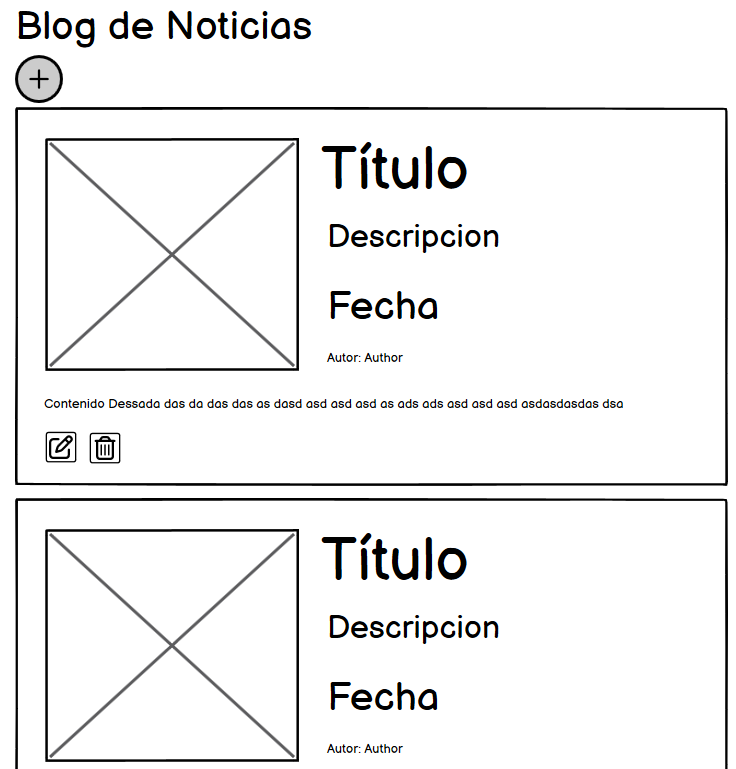 Blog de Noticias
Título
Descripcion
Fecha
Autor: Author
Contenido Dessada das da das das as dasd asd asd asd as ads ads asd asd asd asdasdasdas dsa
Título
Descripcion
Fecha
Autor: Author